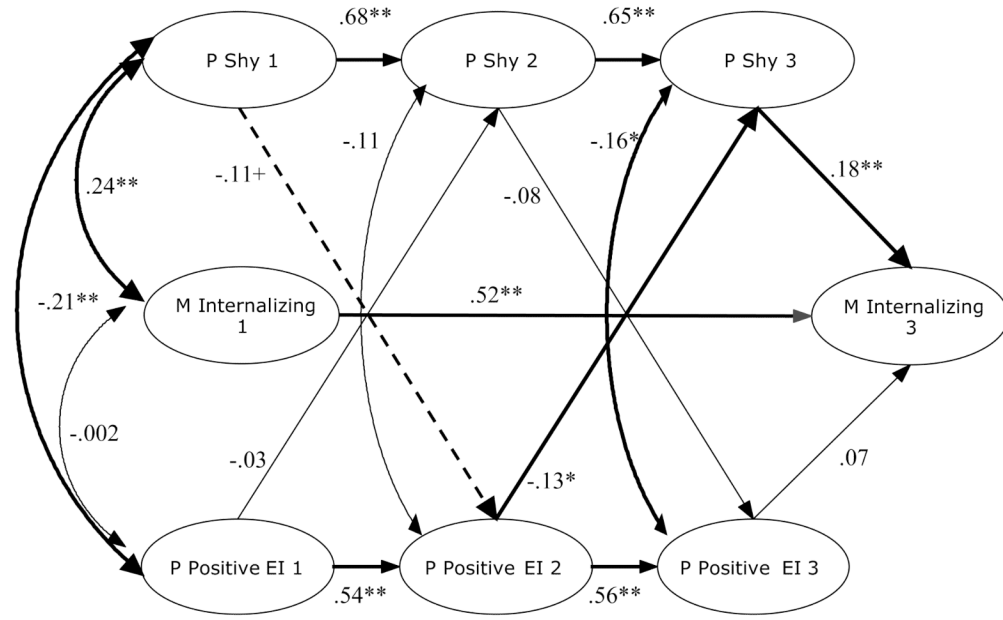 .68**
.65**
P Shy 1
P Shy 2
P Shy 3
-.11
-.16*
-.11+
-.08
.18**
.24**
M Internalizing
1
.52**
M Internalizing
3
-.21**
-.002
-.03
-.13*
.07
P Positive EI 1
P Positive EI 2
P Positive EI 3
.54**
.56**